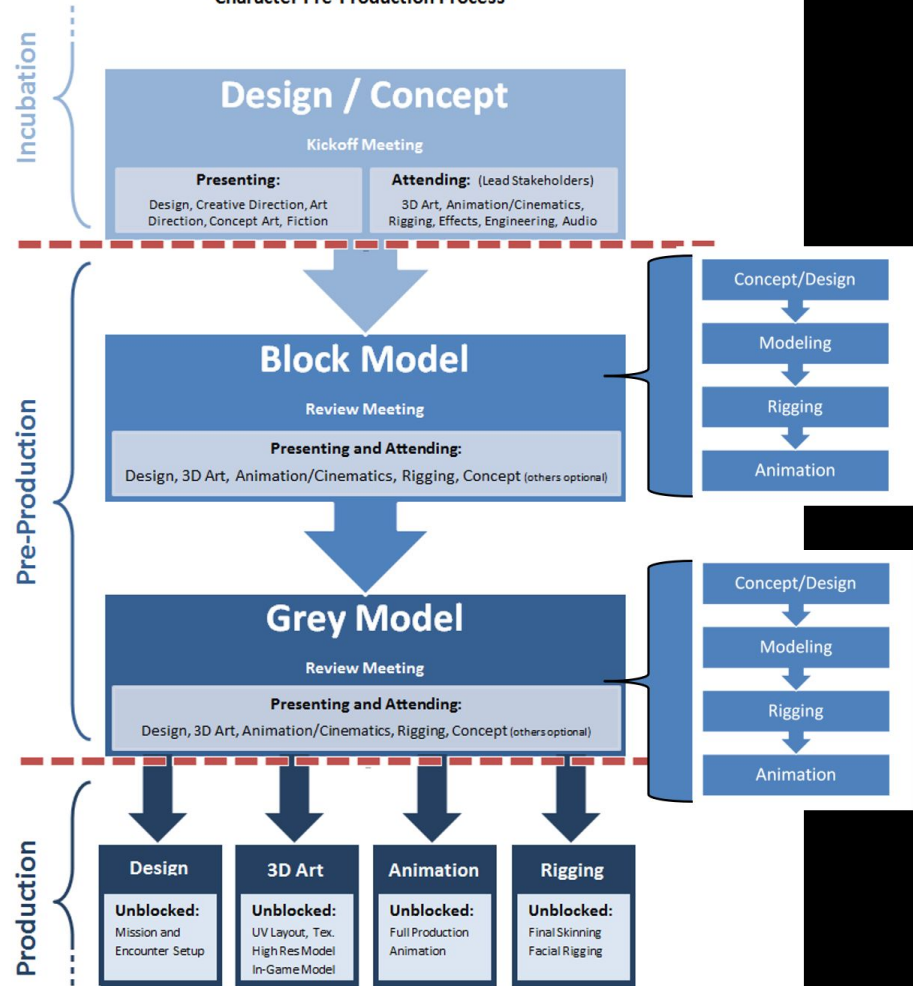 Character Pre-Production Process
Incubation
Design / Concept
Kickoff Meeting
Presenting:
Design, Creative Direction, Art
Direction, Concept Art, Fiction
Attending: (Lead Stakeholders)
3D Art, Animation/Cinematics,
Rigging, Effects, Engineering, Audio
Pre-Production
Block Model
Review Meeting
Presenting and Attending:
Design, 3D Art, Animation/Cinematics, Rigging, Concept (others optional)
Concept/Design
Modeling
Rigging
Animation
Grey Model
Review Meeting
Presenting and Attending:
Design, 3D Art, Animation/Cinematics, Rigging, Concept (others optional)
Concept/Design
Modeling
Rigging
Animation
Production
Design
Unblocked:
Mission and
Encounter Setup
3D Art
Unblocked:
UV Layout, Tex.
High Res Model
In-Game Model
Animation
Unblocked:
Full Production
Animation
Rigging
Unblocked:
Final Skinning
Facial Rigging